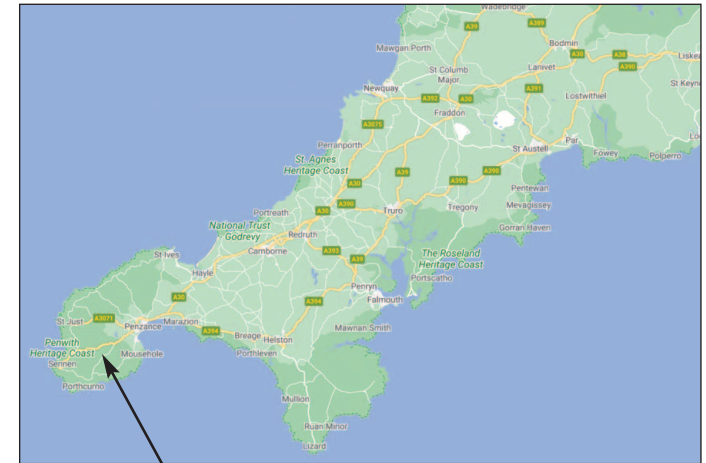 Wadebridge
A39
A389
Mawgan Porth
Bodmin
A30
A38
Liskea
St Columb
Major
Lanivet
A390
Newquay
A392
A30
A391
St Keyn
Lostwithiel
Fraddon
A3075
Perranporth
St Austell
Par
Lo
Fowey
Polperro
St. Agnes
Heritage Coast
A39
A390
A30
A390
Pentewan
Portreath
A30
A390
Truro
Tregony
Mevagissey
National Trust
Godrevy
Redruth
Gorran Haven
Camborne
A393
A39
The Roseland
Heritage Coast
St Ives
Hayle
Portscatho
Penryn
A30
A394
Falmouth
St Just
A3071
Penzance
Marazion
A394
Breage
Helston
Mawnan Smith
Penwith
Heritage Coast
Mousehole
Porthleven
Sennen
Porthcurno
Mullion
Ruan Minor
Lizard